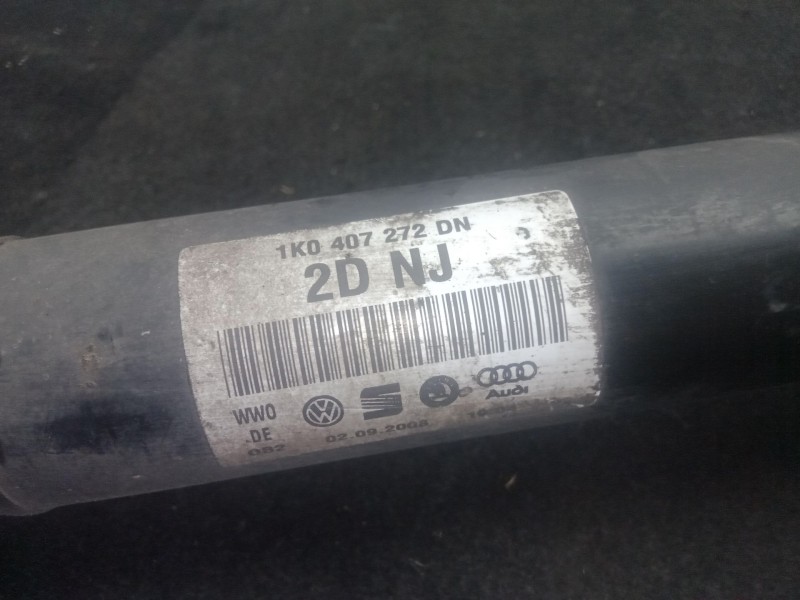 1K0 407 272 DN
2D NJ
WWO
.DE
Audi
02.09.2008